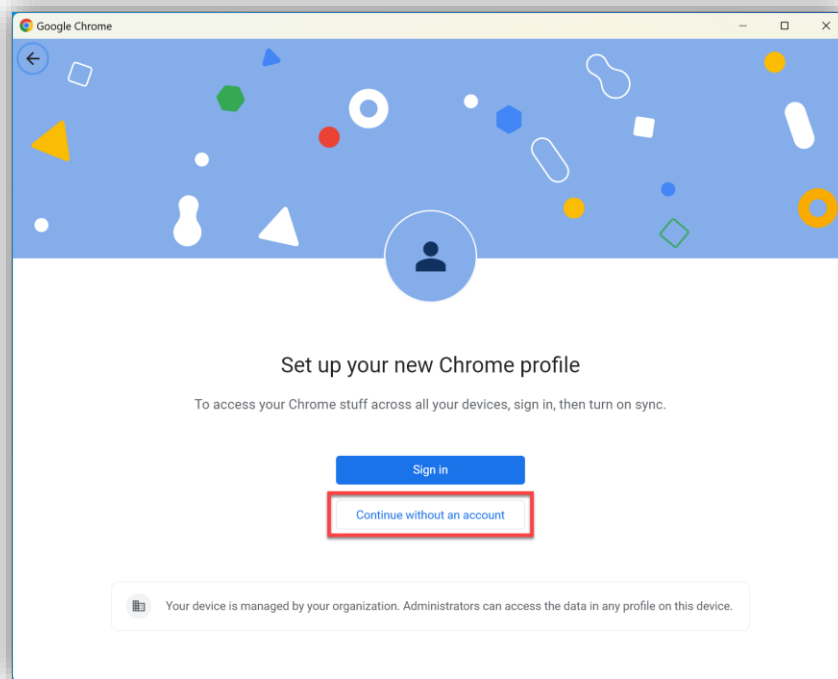 Google Chrome
Set up your new Chrome profile
To access your Chrome stuff across all your devices, sign in, then turn on sync.
Sign in
Continue without an account
Your device is managed by your organization. Administrators can access the data in any profile on this device.